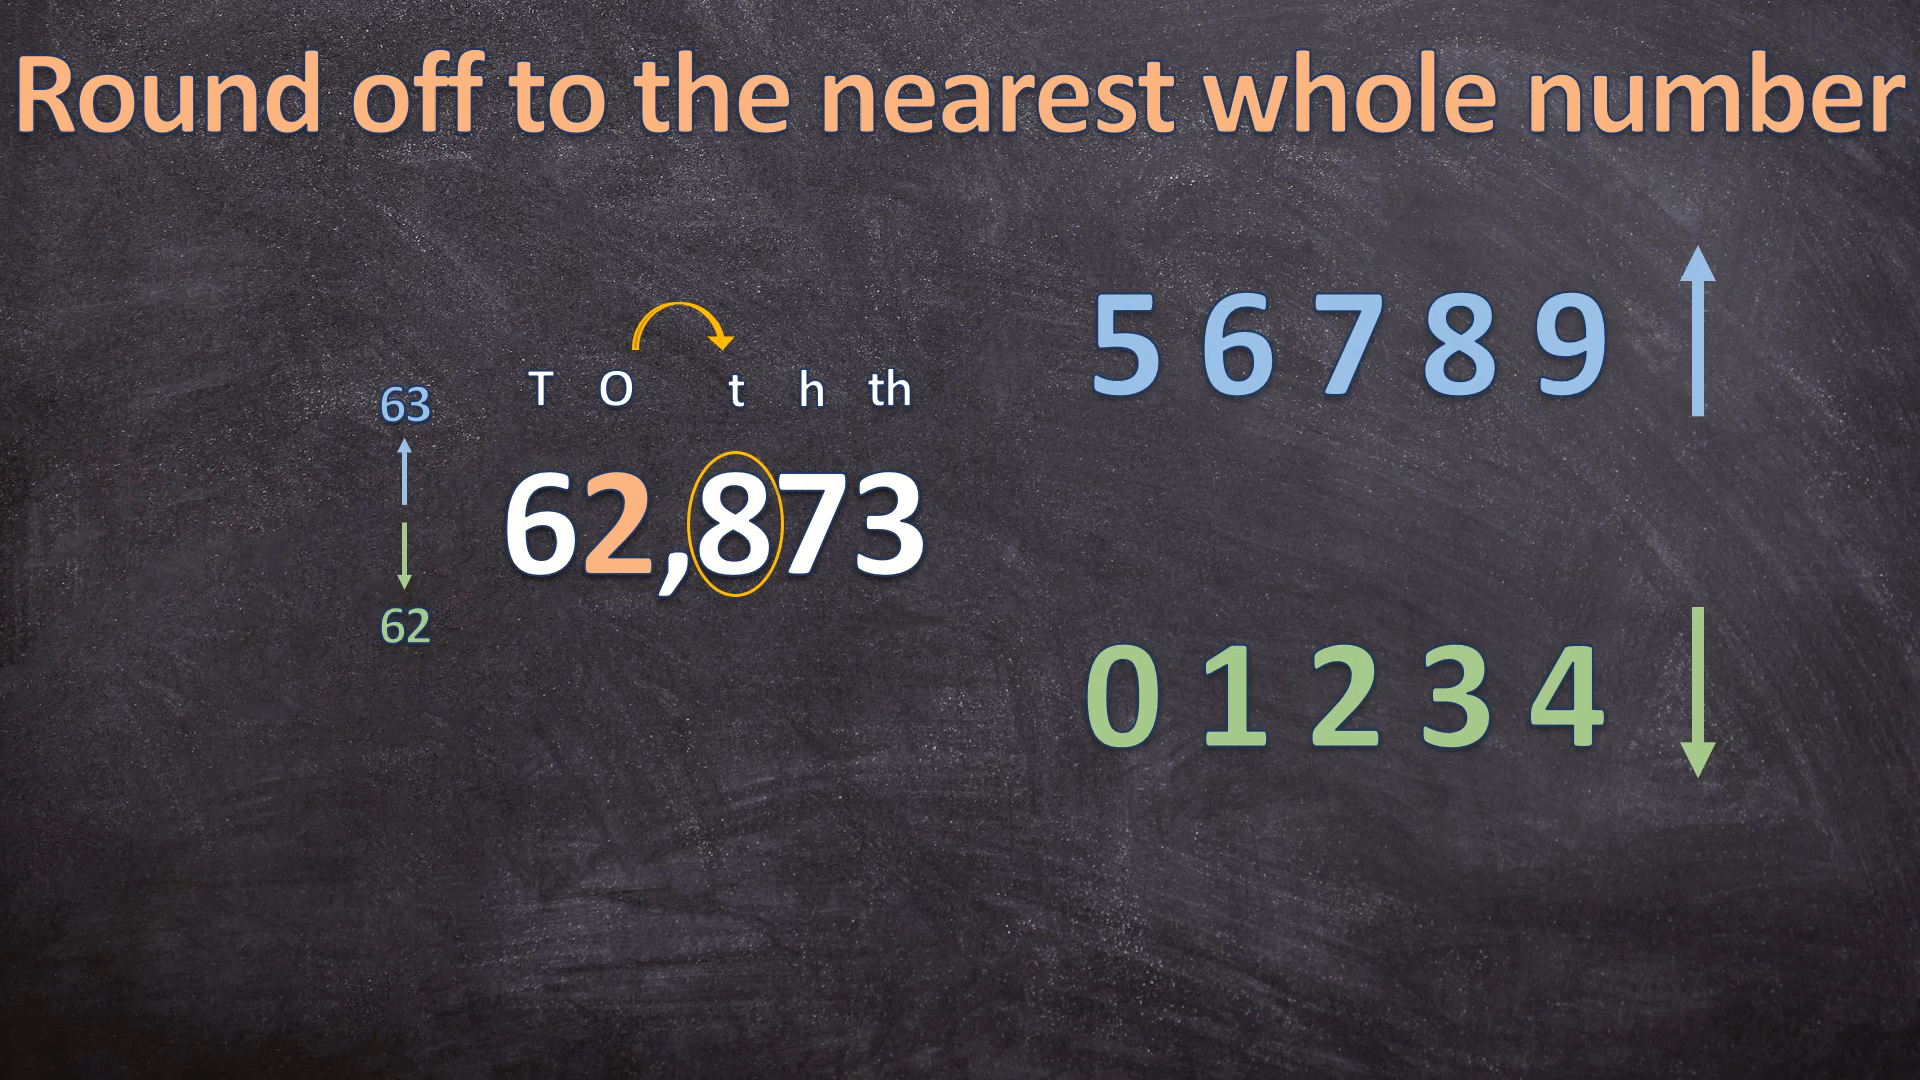 Round off to the nearest whole number
5 6 7 8 9
T O t h th
63
62,873
62
0 1 2 3 4